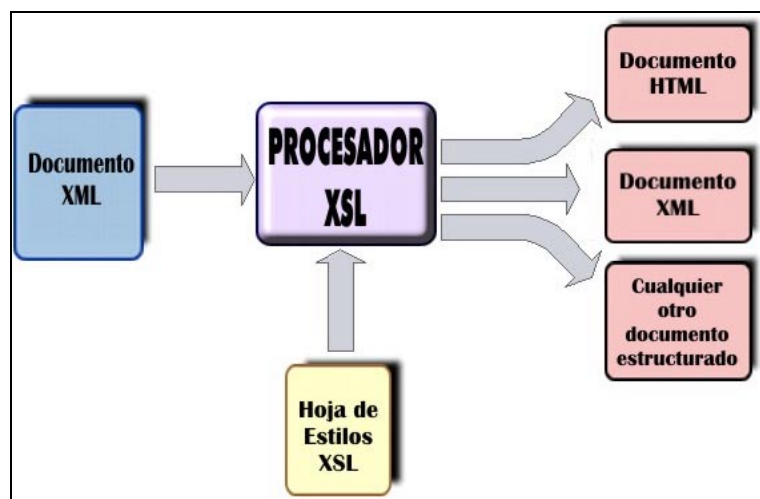 Documento
XML
PROCESADOR
XSL
Hoja de
Estilos
XSL
Documento
HTML
Documento
XML
Cualquier
otro
documento
estructurado